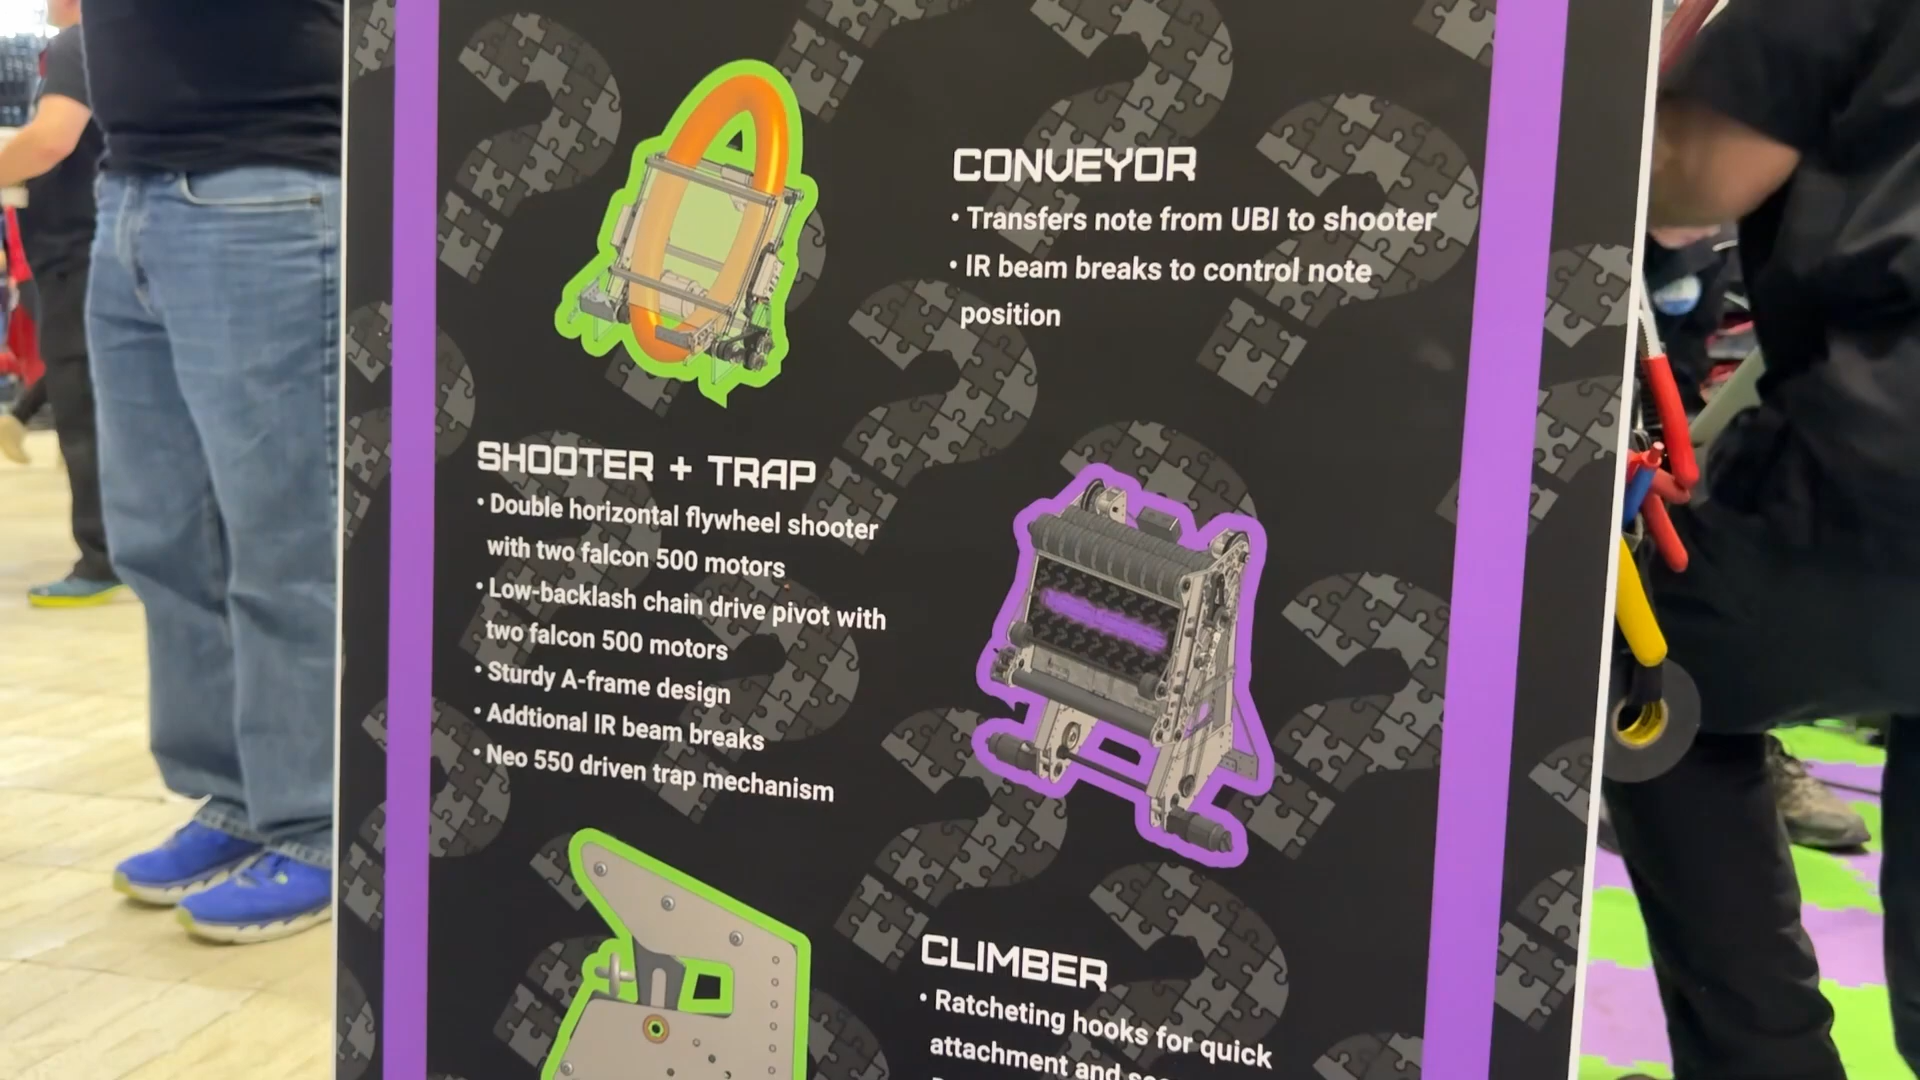 CONVEYOR
• Transfers note from UBI to shooter
• IR beam breaks to control note
position
SHOOTER + TRAP
• Double horizontal flywheel shooter
with two falcon 500 motors
• Low-backlash chain drive pivot with
two falcon 500 motors
• Sturdy A-frame design
• Addtional IR beam breaks
• Neo 550 driven trap mechanism
CLIMBER
• Ratcheting hooks for quick
attachment and